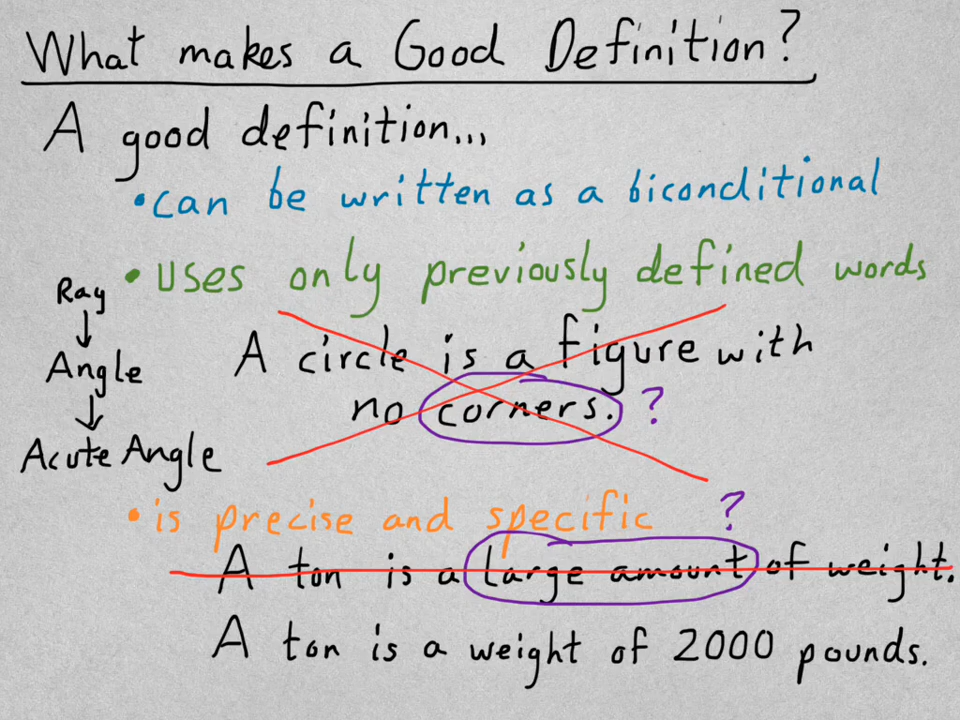 What makes a Good Definition?
A good definition...
•can be written as a biconditional
•uses only previously defined words
Ray
↓
Angle
↓
Acute Angle
A circle is a figure with
no corners. ?
•is precise and specific ?
A ton is a large amount of weight.
A ton is a weight of 2000 pounds.